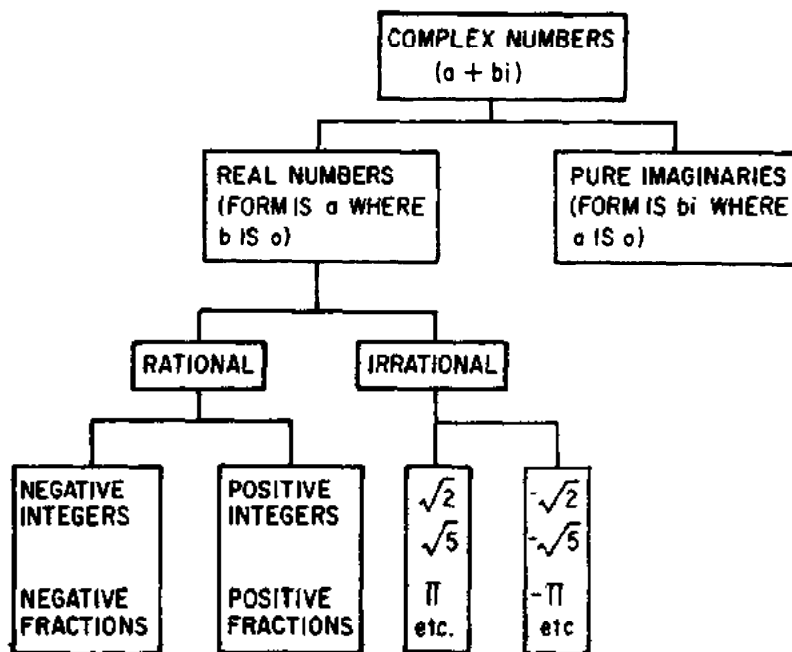 COMPLEX NUMBERS
(a + bi)
REAL NUMBERS
(FORM IS a WHERE
b IS o)
PURE IMAGINARIES
(FORM IS bi WHERE
a IS o)
RATIONAL
IRRATIONAL
NEGATIVE
INTEGERS
NEGATIVE
FRACTIONS
POSITIVE
INTEGERS
POSITIVE
FRACTIONS
√2
√5
π
etc.
-√2
-√5
-π
etc